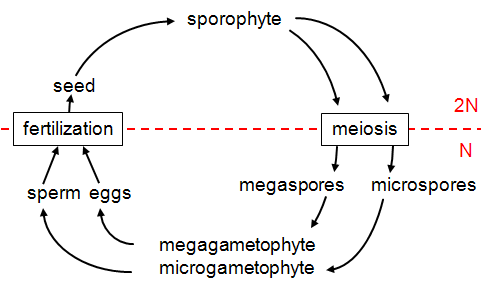 sporophyte
seed
2N
fertilization
meiosis
N
sperm eggs
megaspores microspores
megagametophyte
microgametophyte